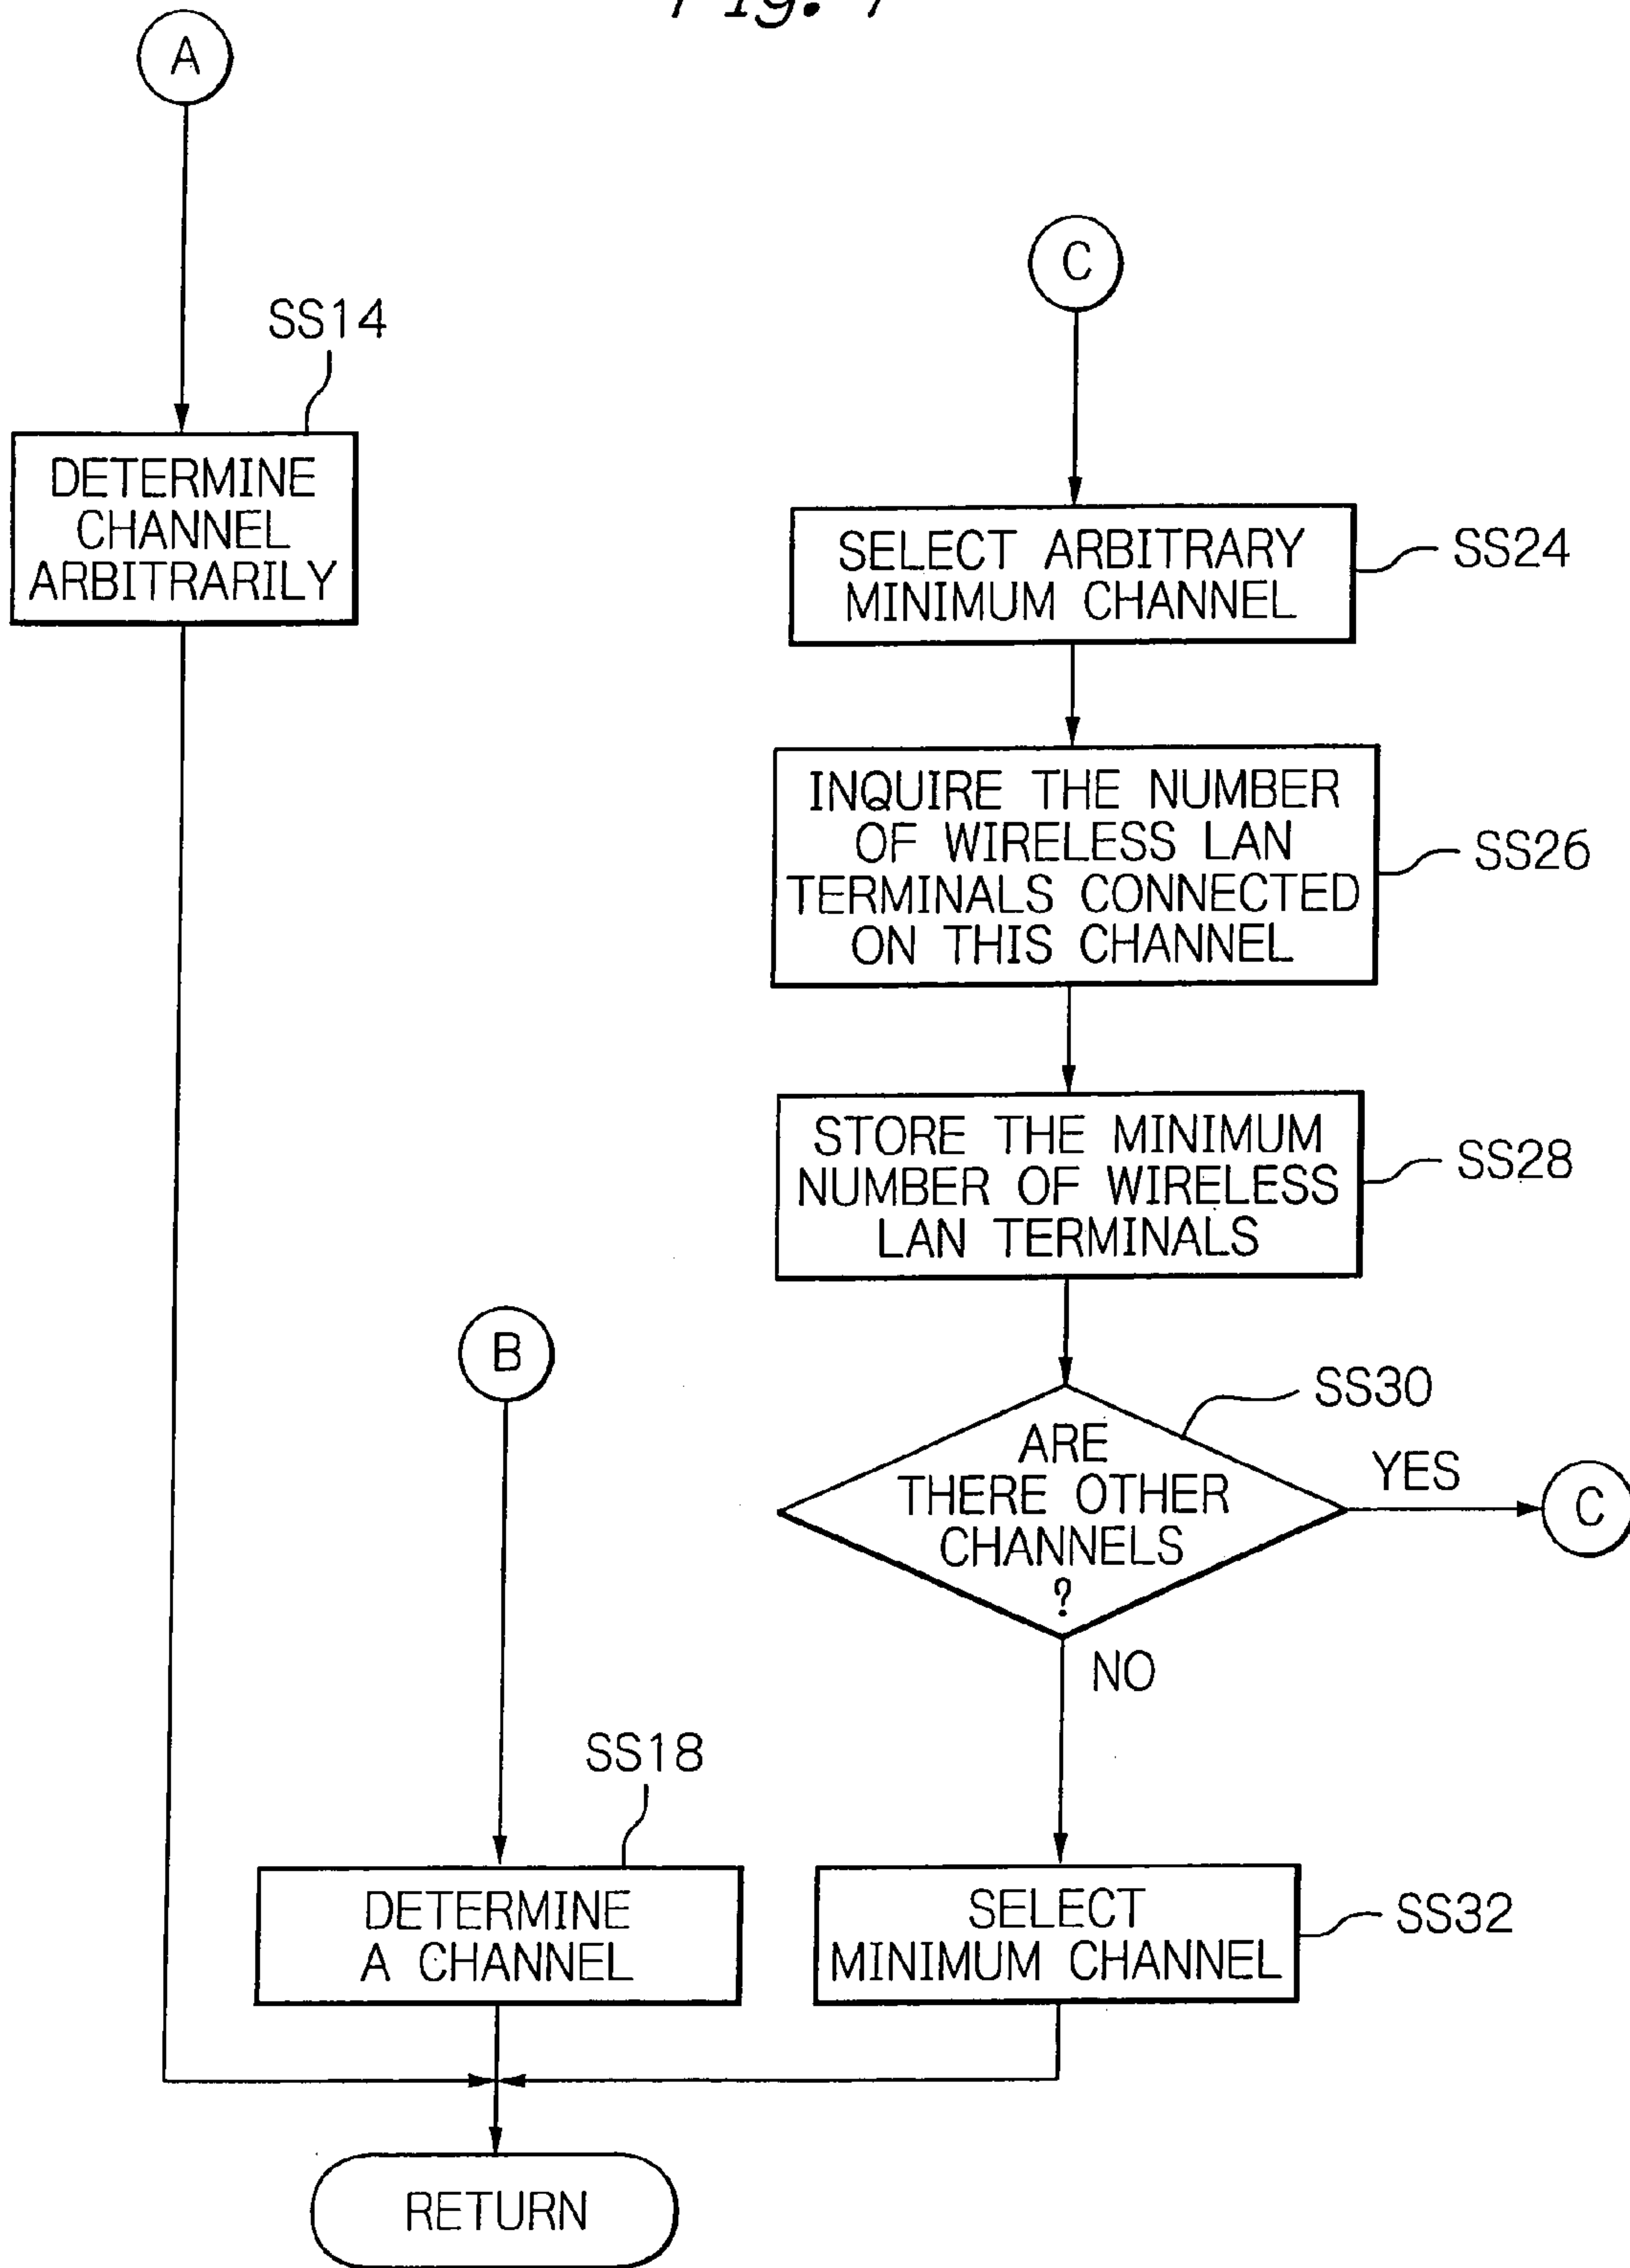 Fig. 7
A
SS14
DETERMINE
CHANNEL
ARBITRARILY
C
SELECT ARBITRARY
MINIMUM CHANNEL
SS24
INQUIRE THE NUMBER
OF WIRELESS LAN
TERMINALS CONNECTED
ON THIS CHANNEL
SS26
STORE THE MINIMUM
NUMBER OF WIRELESS
LAN TERMINALS
SS28
B
SS30
ARE
THERE OTHER
CHANNELS
?
YES
C
NO
SS18
DETERMINE
A CHANNEL
SELECT
MINIMUM CHANNEL
SS32
RETURN